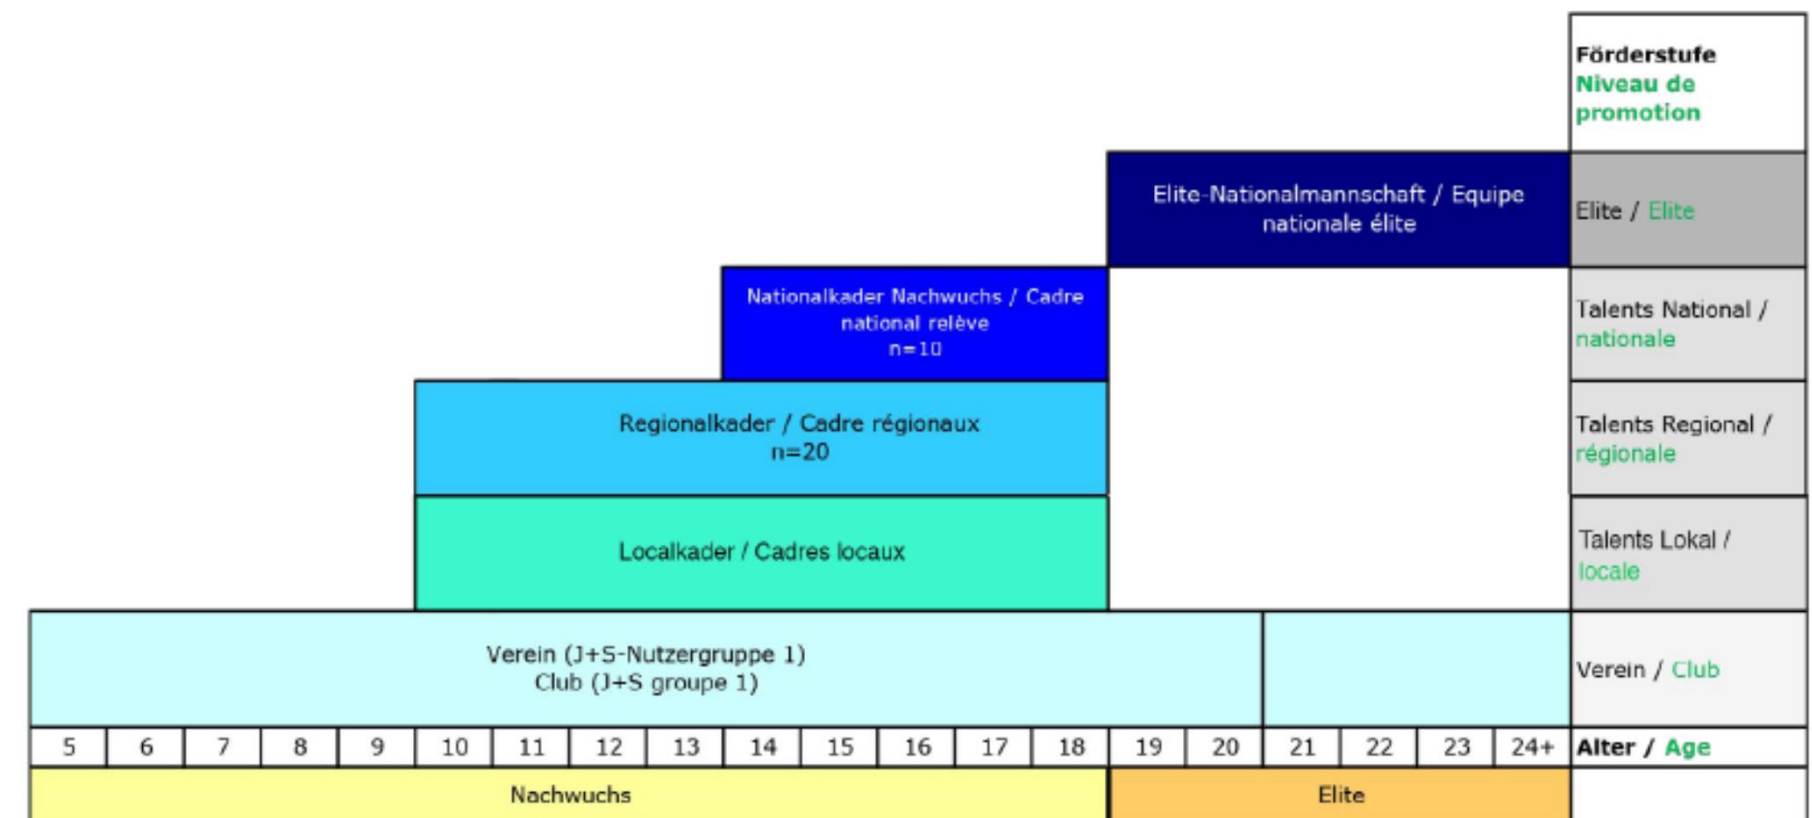 Förderstufe
Niveau de
promotion
Elite-Nationalmannschaft / Equipe
nationale élite
Elite / Elite
Nationalkader Nachwuchs / Cadre
national relève
n=10
Talents National /
nationale
Regionalkader / Cadre régionaux
n=20
Talents Regional /
régionale
Localkader / Cadres locaux
Talents Lokal /
locale
Verein (J+S-Nutzergruppe 1)
Club (J+S groupe 1)
Verein / Club
5 6 7 8 9 10 11 12 13 14 15 16 17 18 19 20 21 22 23 24+ Alter / Age
Nachwuchs Elite